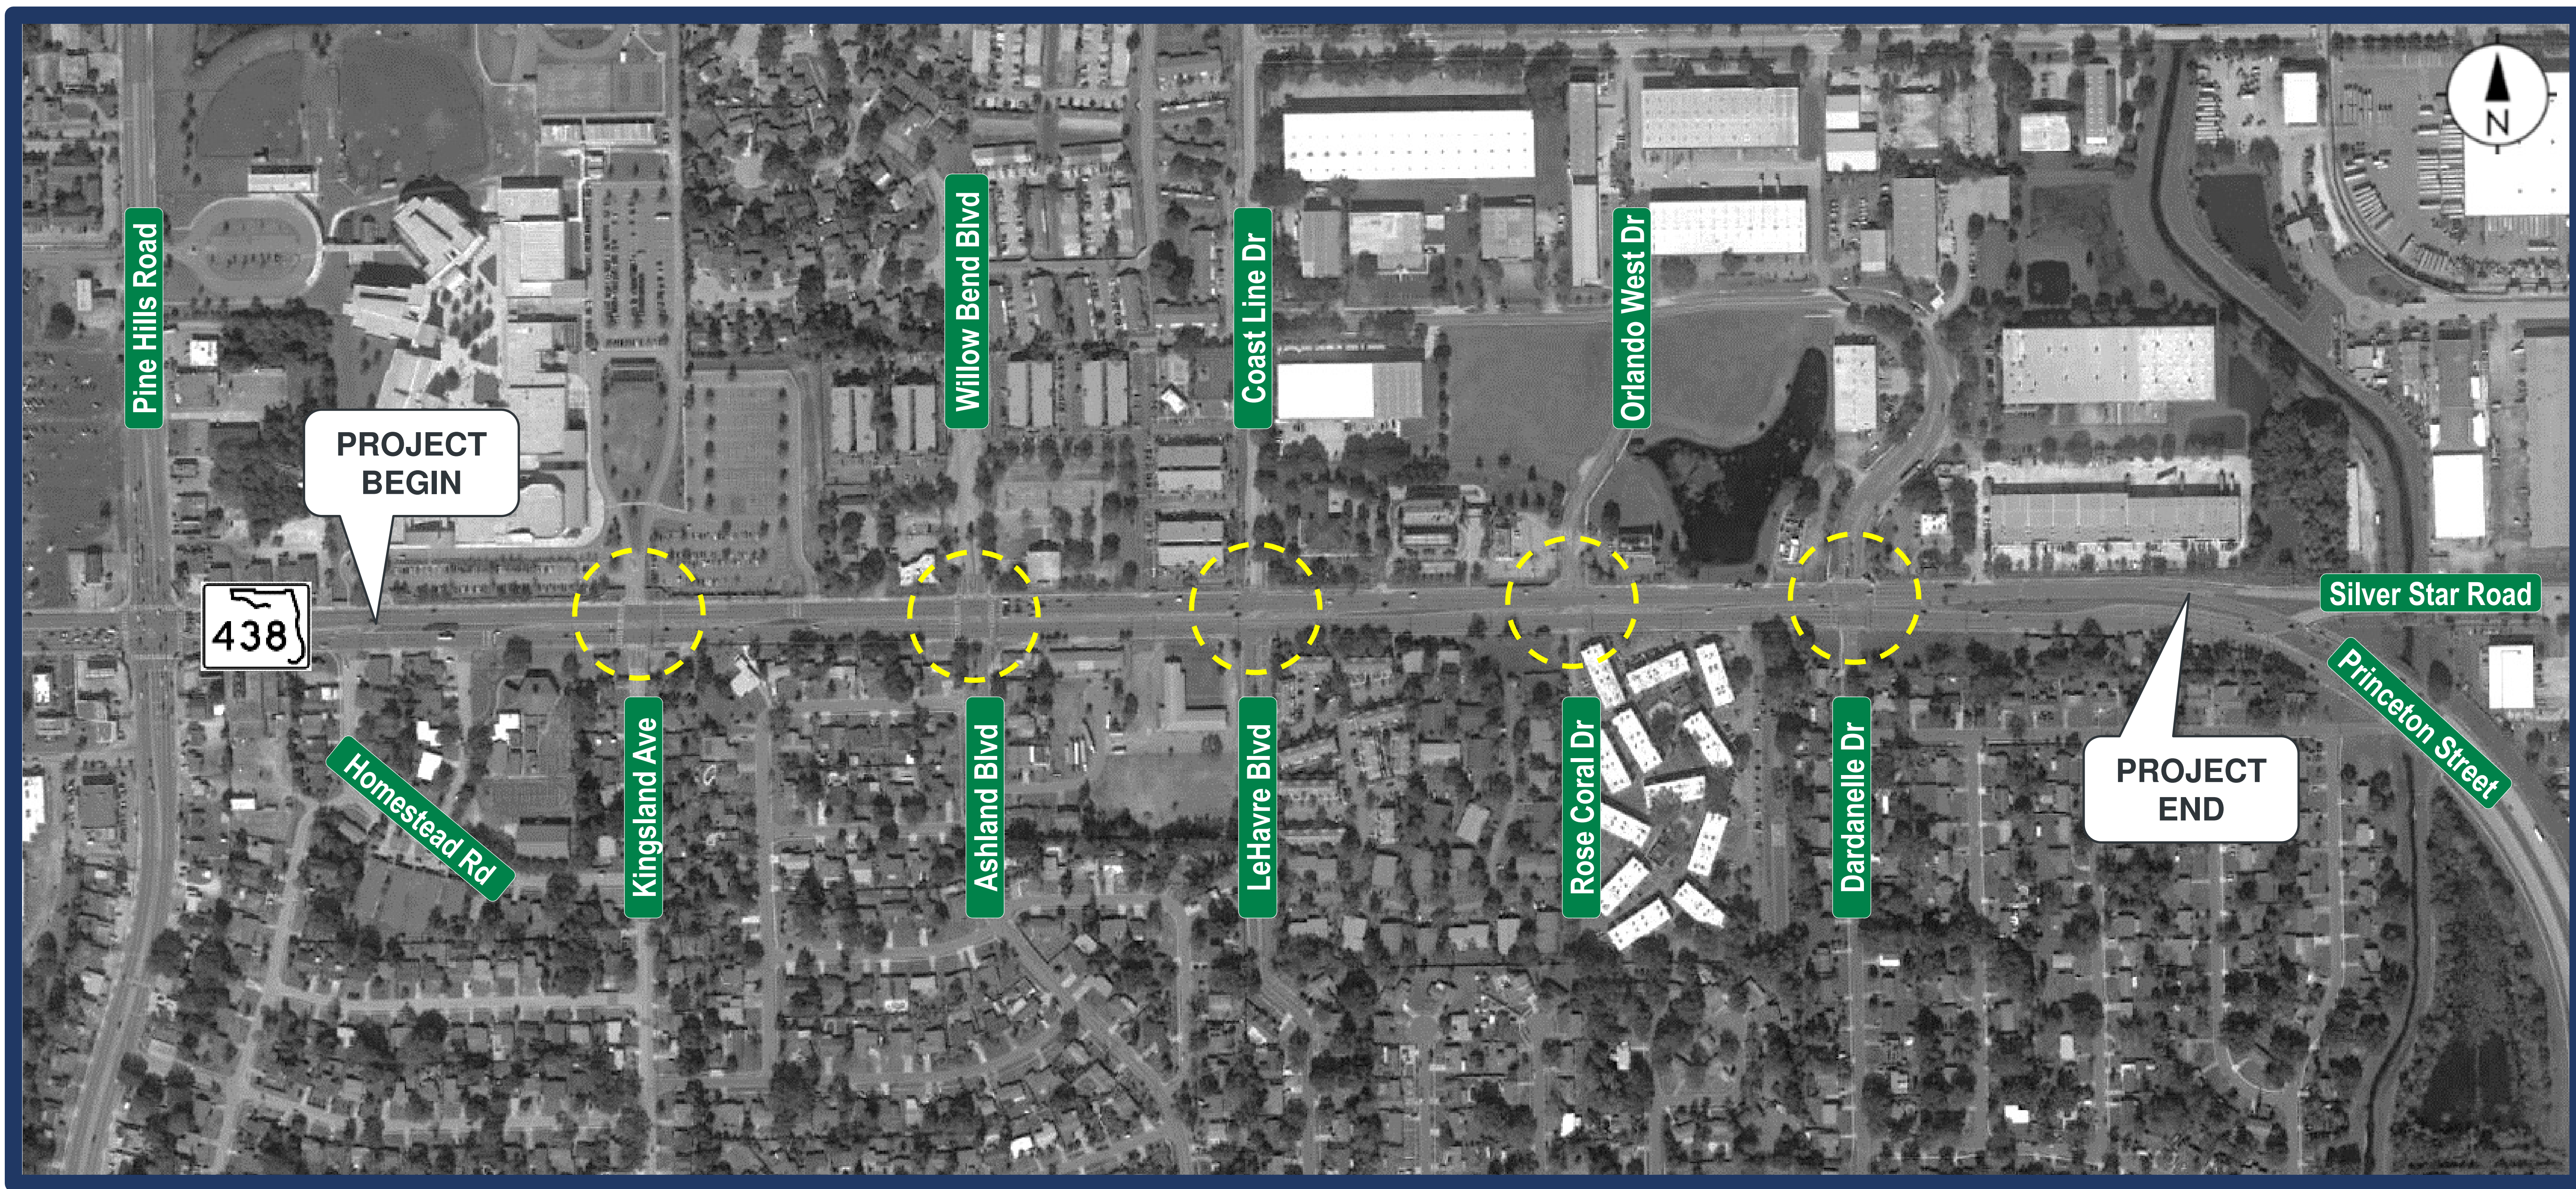 N
Pine Hills Road
Willow Bend Blvd
Coast Line Dr
Orlando West Dr
PROJECT
BEGIN
438
Silver Star Road
Homestead Rd
Kingsland Ave
Ashland Blvd
LeHavre Blvd
Rose Coral Dr
Dardanelle Dr
Princeton Street
PROJECT
END